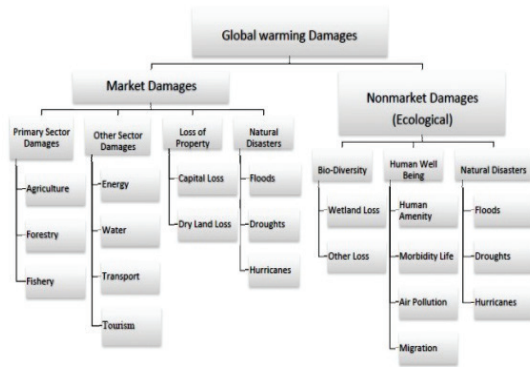 Global warming Damages
Market Damages
Nonmarket Damages
(Ecological)
Primary Sector
Damages
Agriculture
Forestry
Fishery
Other Sector
Damages
Energy
Water
Transport
Tourism
Loss of
Property
Capital Loss
Dry Land Loss
Natural
Disasters
Floods
Droughts
Hurricanes
Bio-Diversity
Wetland Loss
Other Loss
Human Well
Being
Human
Amenity
Morbidity Life
Air Pollution
Migration
Natural Disasters
Floods
Droughts
Hurricanes